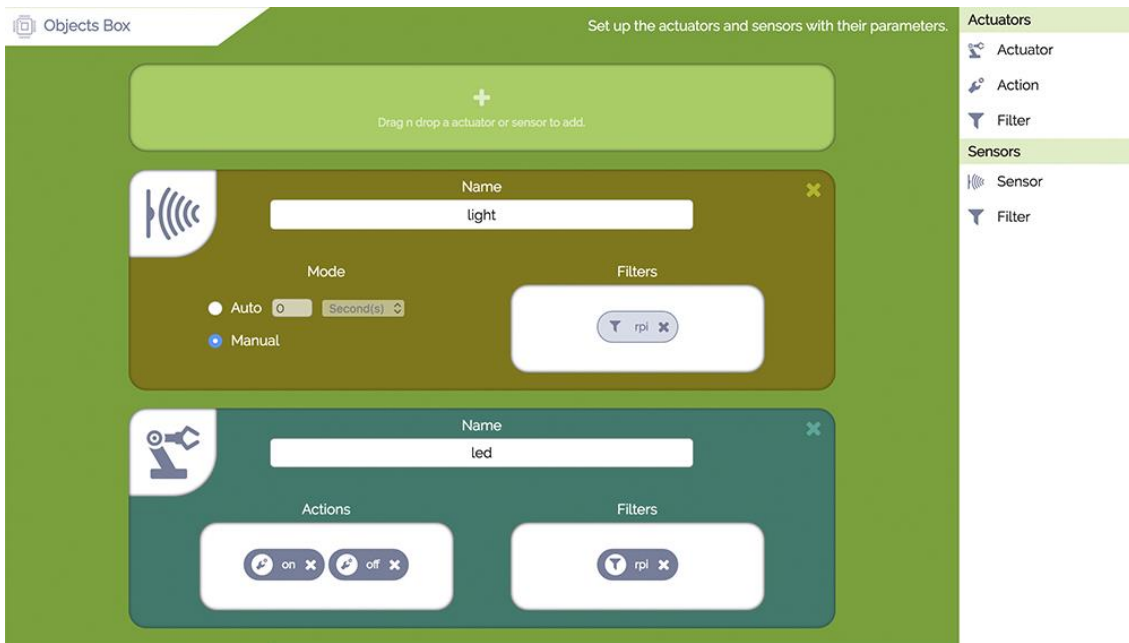 Objects Box
Set up the actuators and sensors with their parameters.
Drag n drop a actuator or sensor to add.
Name
light
Mode
Filters
Auto 0 Second(s)
Manual
rpi
Name
led
Actions
Filters
on off
rpi
Actuators
Actuator
Action
Filter
Sensors
Sensor
Filter